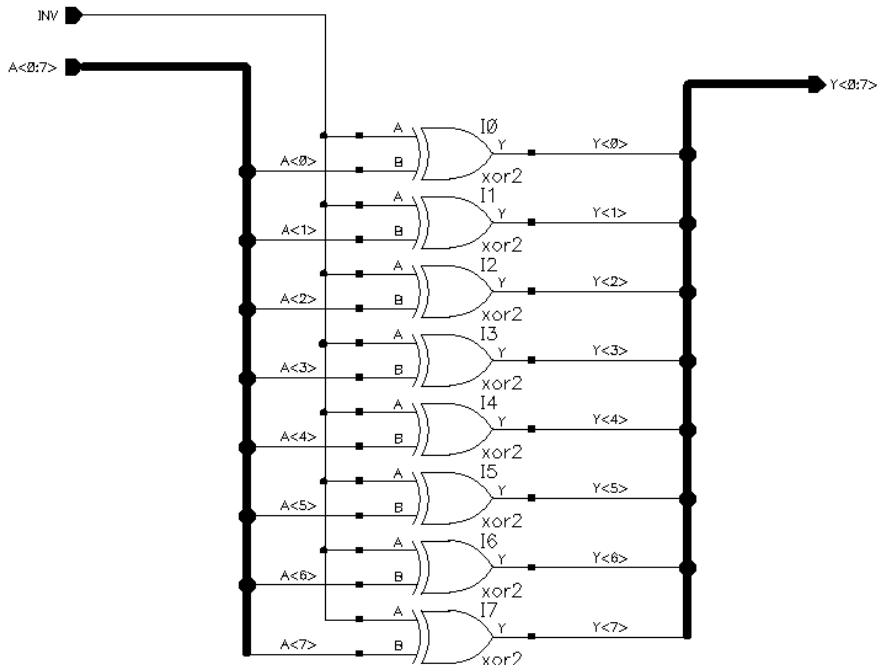 INV
A<0:7>
Y<0:7>
I0
A Y Y<0>
A<0> B
xor2
I1
A Y Y<1>
A<1> B
xor2
I2
A Y Y<2>
A<2> B
xor2
I3
A Y Y<3>
A<3> B
xor2
I4
A Y Y<4>
A<4> B
xor2
I5
A Y Y<5>
A<5> B
xor2
I6
A Y Y<6>
A<6> B
xor2
I7
A Y Y<7>
A<7> B
xor2